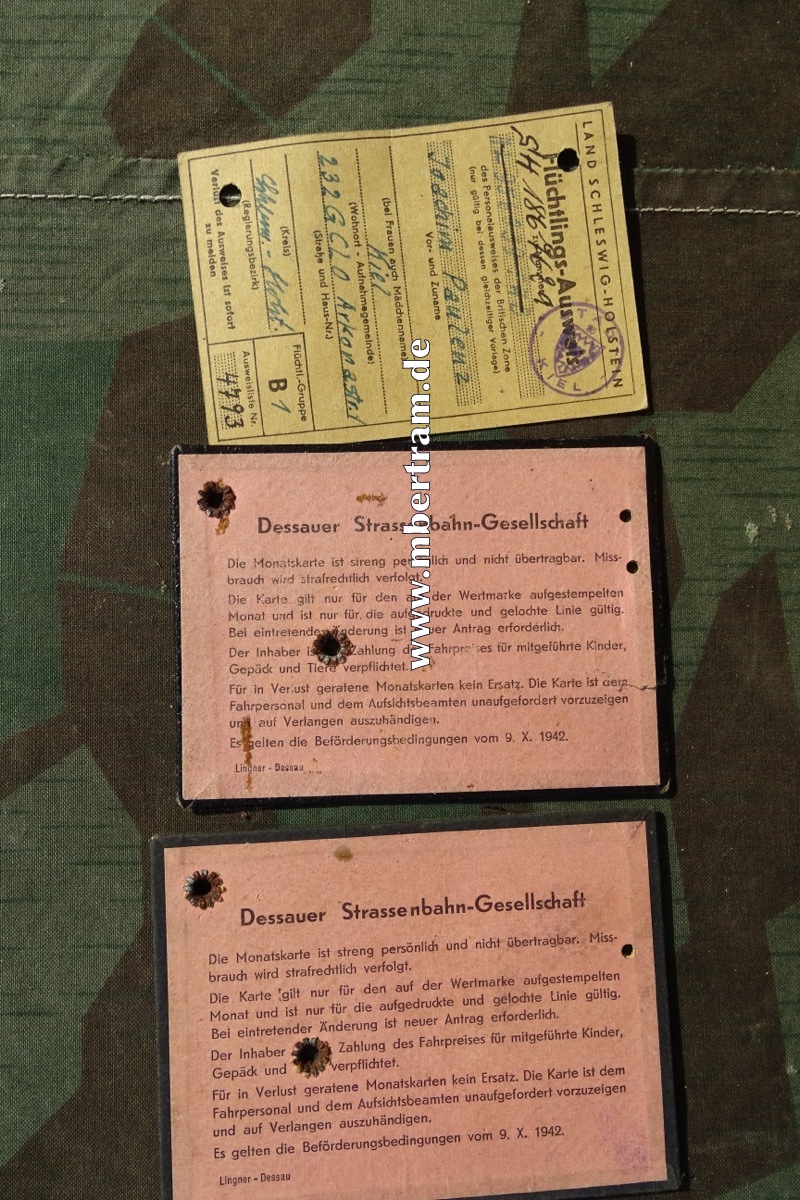 LAND SCHLESWIG-HOLSTEIN
Flüchtlings-Ausweis
des Personalausweises der Britischen Zone
(nur gültig bei dessen gleichzeitiger Vorlage)
Joachim Paulenz
Vor- und Zuname
(bei Frauen auch Mädchenname)
Kiel
(Wohnort - Aufnahmegemeinde)
232 G.C.L.O Arkonastr. 1
(Straße und Haus-Nr.)
(Kreis)
(Regierungsbezirk)
Verlust des Ausweises ist sofort
zu melden
Flüchtl.-Gruppe
B 1
Ausweisliste Nr.
4793
KIEL
Dessauer Strassenbahn-Gesellschaft
Die Monatskarte ist streng persönlich und nicht übertragbar. Miss-
brauch wird strafrechtlich verfolgt.
Die Karte gilt nur für den auf der Wertmarke aufgestempelten
Monat und ist nur für die aufgedruckte und gelochte Linie gültig.
Bei eintretender Änderung ist neuer Antrag erforderlich.
Der Inhaber ist Zahlung des Fahrpreises für mitgeführte Kinder,
Gepäck und Tiere verpflichtet.
Für in Verlust geratene Monatskarten kein Ersatz. Die Karte ist dem
Fahrpersonal und dem Aufsichtsbeamten unaufgefordert vorzuzeigen
und auf Verlangen auszuhändigen.
Es gelten die Beförderungsbedingungen vom 9. X. 1942.
Lingner - Dessau
Dessauer Strassenbahn-Gesellschaft
Die Monatskarte ist streng persönlich und nicht übertragbar. Miss-
brauch wird strafrechtlich verfolgt.
Die Karte gilt nur für den auf der Wertmarke aufgestempelten
Monat und ist nur für die aufgedruckte und gelochte Linie gültig.
Bei eintretender Änderung ist neuer Antrag erforderlich.
Der Inhaber Zahlung des Fahrpreises für mitgeführte Kinder,
Gepäck und verpflichtet.
Für in Verlust geratene Monatskarten kein Ersatz. Die Karte ist dem
Fahrpersonal und dem Aufsichtsbeamten unaufgefordert vorzuzeigen
und auf Verlangen auszuhändigen.
Es gelten die Beförderungsbedingungen vom 9. X. 1942.
Lingner - Dessau
www.mbertram.de